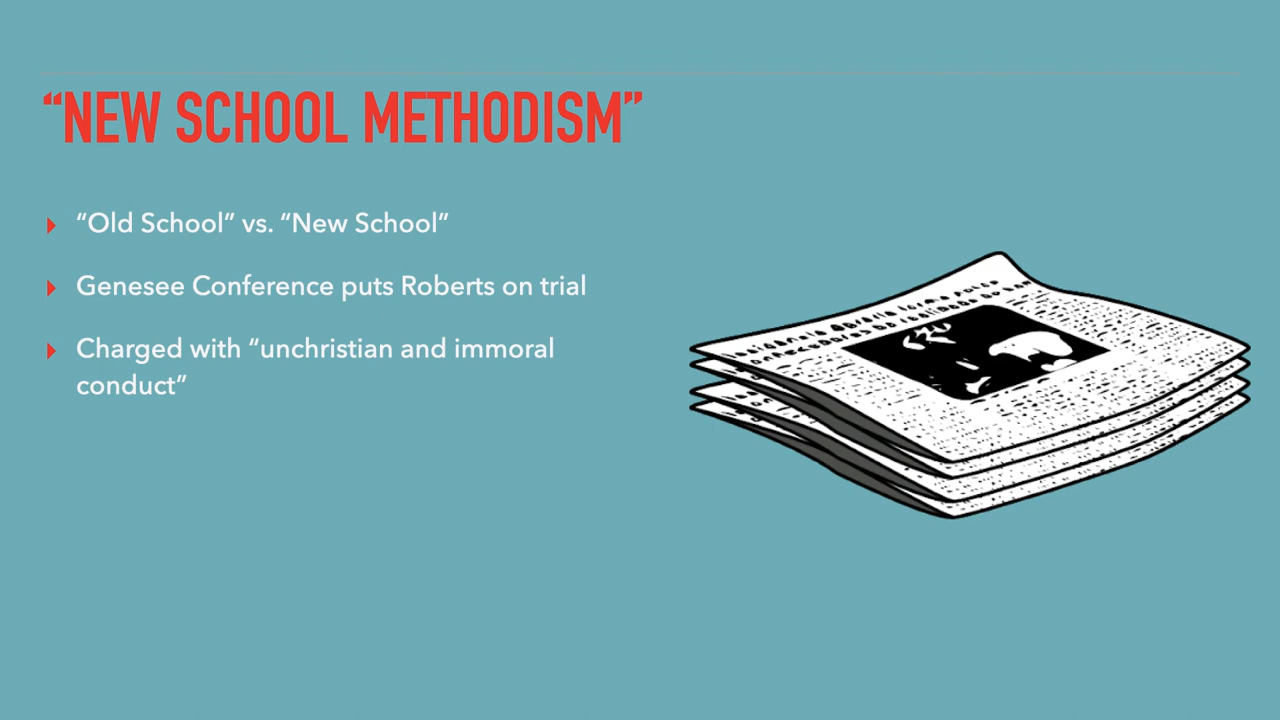 “NEW SCHOOL METHODISM”
“Old School” vs. “New School”
Genesee Conference puts Roberts on trial
Charged with “unchristian and immoral
conduct”